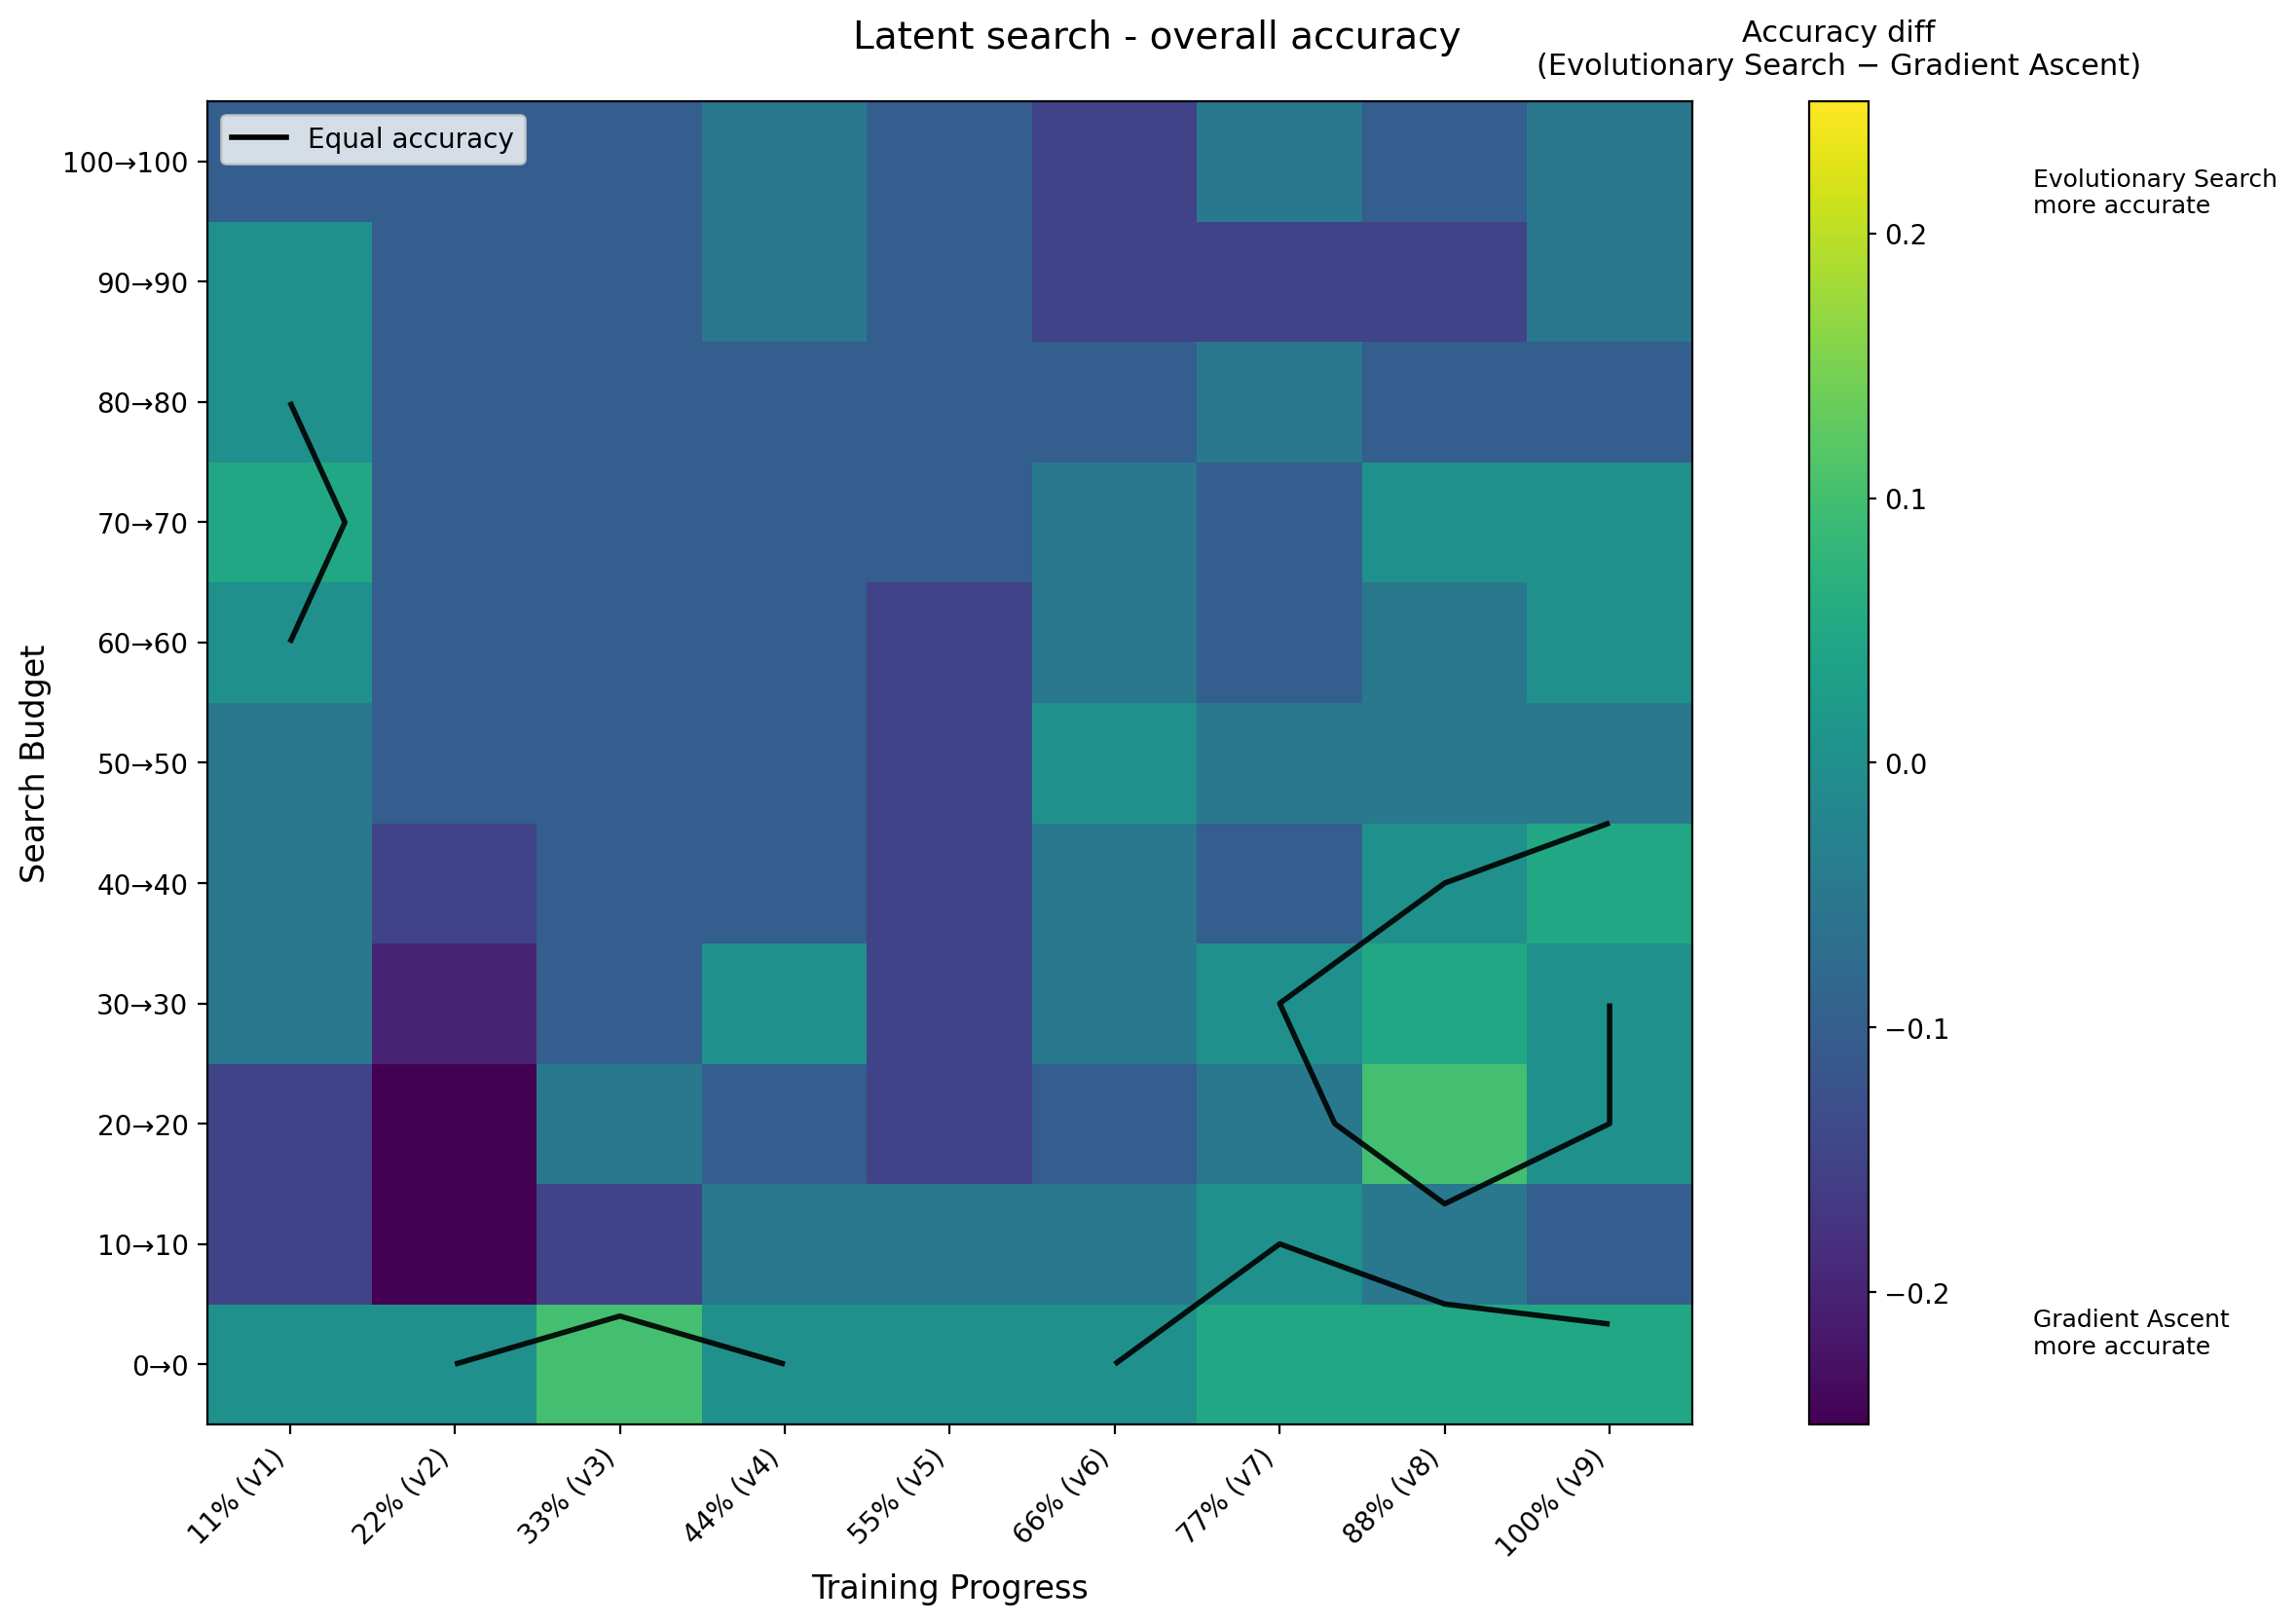 Latent search - overall accuracy
Accuracy diff
(Evolutionary Search − Gradient Ascent)
Equal accuracy
Search Budget
100→100
90→90
80→80
70→70
60→60
50→50
40→40
30→30
20→20
10→10
0→0
11% (v1)
22% (v2)
33% (v3)
44% (v4)
55% (v5)
66% (v6)
77% (v7)
88% (v8)
100% (v9)
Training Progress
0.2
0.1
0.0
−0.1
−0.2
Evolutionary Search
more accurate
Gradient Ascent
more accurate